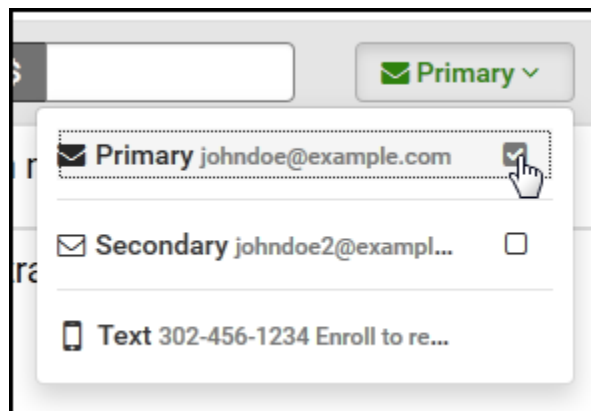 $
Primary
Primary johndoe@example.com
Secondary johndoe2@exampl...
Text 302-456-1234 Enroll to re...